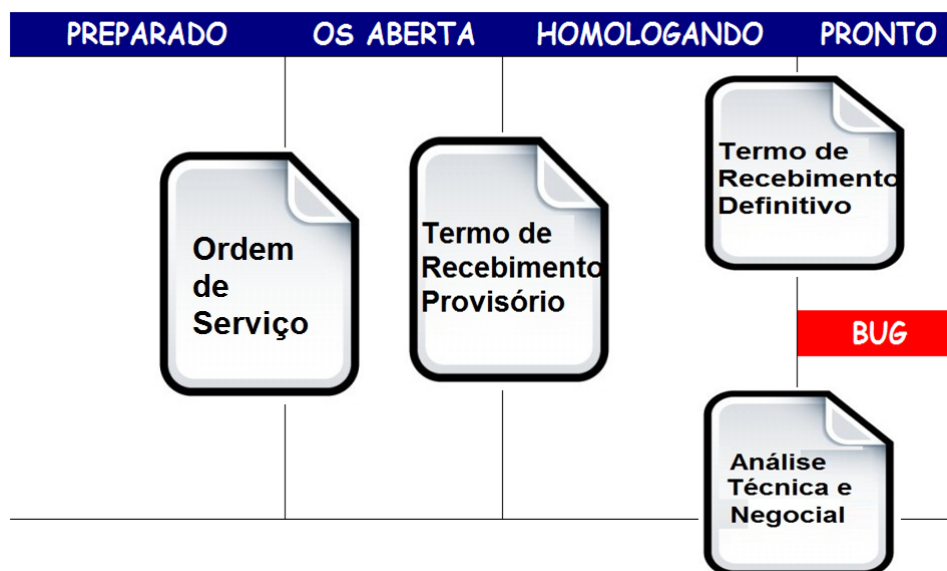 PREPARADO OS ABERTA HOMOLOGANDO PRONTO
Ordem
de
Serviço
Termo de
Recebimento
Provisório
Termo de
Recebimento
Definitivo
BUG
Análise
Técnica e
Negocial